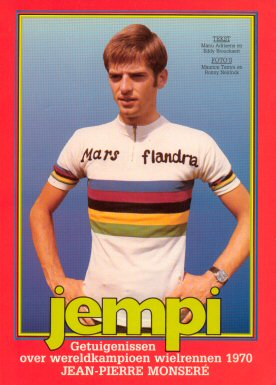 TEKST
Manu Adriaens en
Eddy Brouckaert
FOTO'S
Maurice Terryn en
Ronny Neirinck
Mars flandria
jempi
Getuigenissen
over wereldkampioen wielrennen 1970
JEAN-PIERRE MONSERÉ